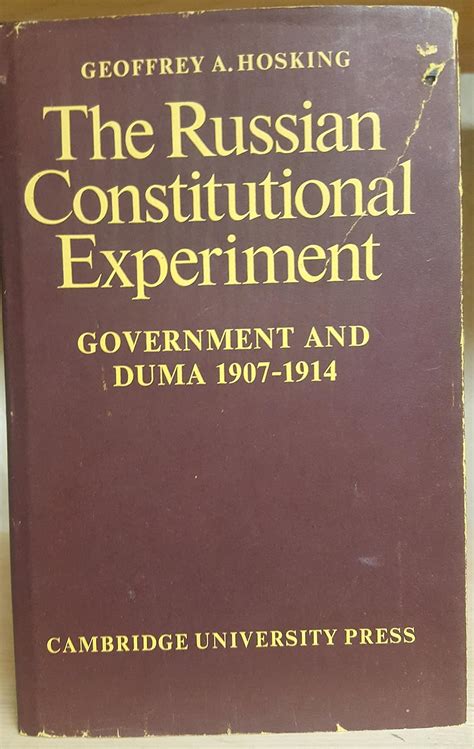 GEOFFREY A. HOSKING
The Russian
Constitutional
Experiment
GOVERNMENT AND
DUMA 1907-1914
CAMBRIDGE UNIVERSITY PRESS